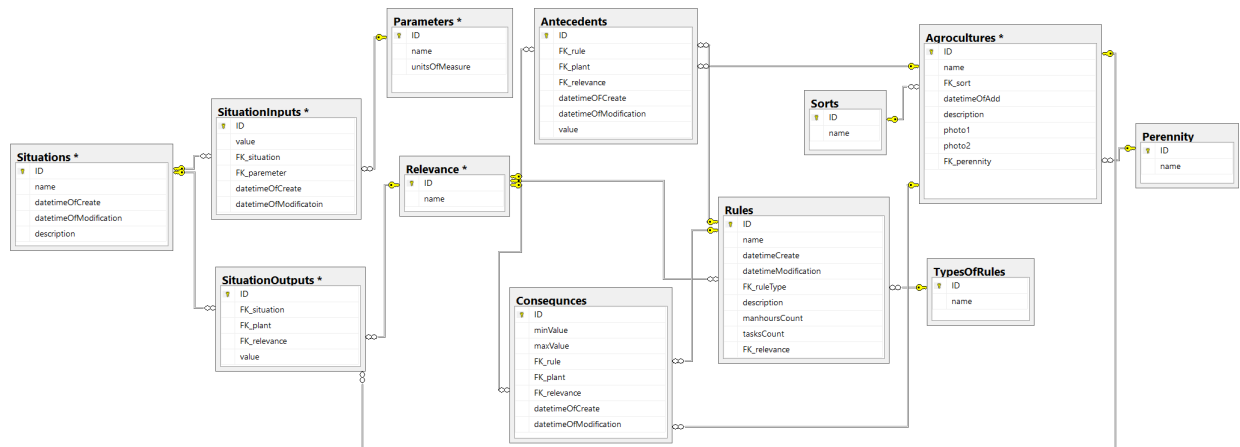 Parameters *
ID
name
unitsOfMeasure
Antecedents
ID
FK_rule
FK_plant
FK_relevance
datetimeOFCreate
datetimeOfModification
value
Agrocultures *
ID
name
FK_sort
datetimeOfAdd
description
photo1
photo2
FK_perennity
Sorts
ID
name
Perennity
ID
name
SituationInputs *
ID
value
FK_situation
FK_paremeter
datetimeOfCreate
datetimeOfModificatoin
Situations *
ID
name
datetimeOfCreate
datetimeOfModification
description
Relevance *
ID
name
Rules
ID
name
datetimeCreate
datetimeModification
FK_ruleType
description
manhoursCount
tasksCount
FK_relevance
TypesOfRules
ID
name
SituationOutputs *
ID
FK_situation
FK_plant
FK_relevance
value
Consequnces
ID
minValue
maxValue
FK_rule
FK_plant
FK_relevance
datetimeOfCreate
datetimeOfModification